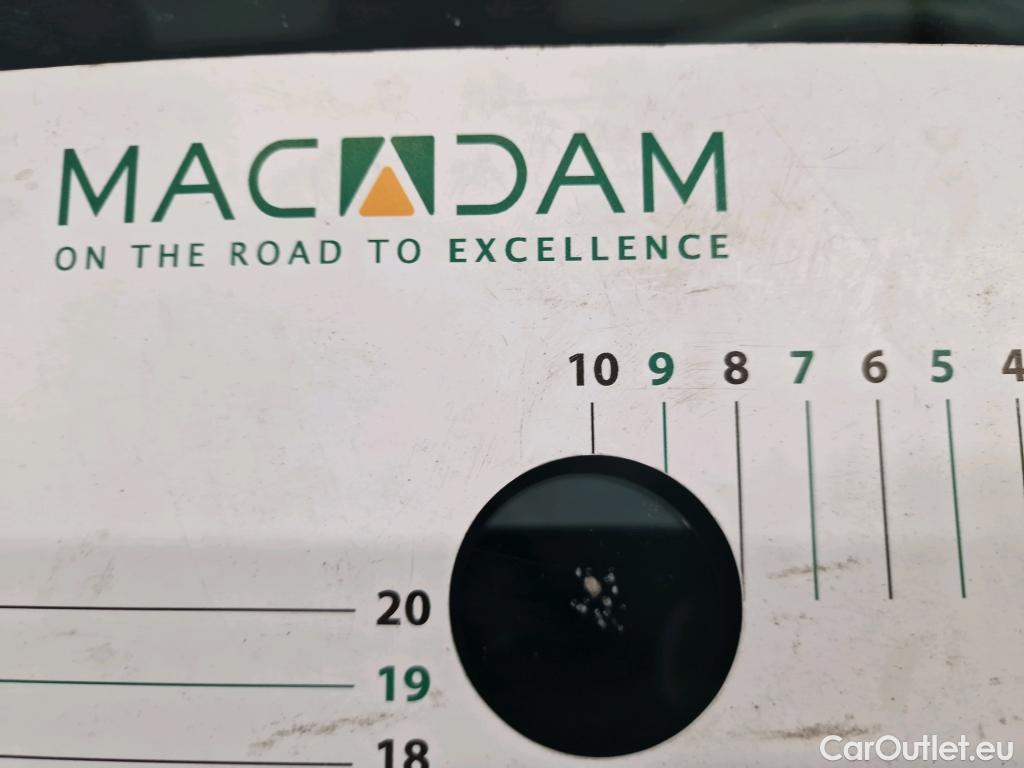 MACADAM
ON THE ROAD TO EXCELLENCE
10 9 8 7 6 5 4
20
19
18
CarOutlet.eu